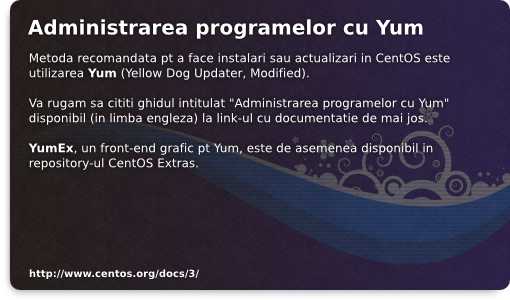 Administrarea programelor cu Yum
Metoda recomandata pt a face instalari sau actualizari in CentOS este
utilizarea Yum (Yellow Dog Updater, Modified).
Va rugam sa cititi ghidul intitulat "Administrarea programelor cu Yum"
disponibil (in limba engleza) la link-ul cu documentatie de mai jos.
YumEx, un front-end grafic pt Yum, este de asemenea disponibil in
repository-ul CentOS Extras.
http://www.centos.org/docs/3/